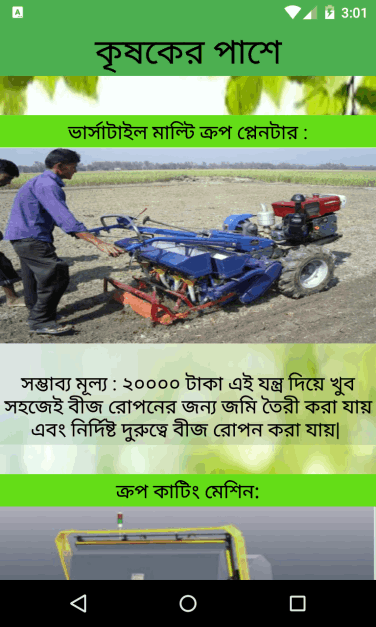 3:01
কৃষকের পাশে
ভার্সাটাইল মাল্টি ক্রপ প্লেনটার :
সম্ভাব্য মূল্য : ২০০০০ টাকা এই যন্ত্র দিয়ে খুব
সহজেই বীজ রোপনের জন্য জমি তৈরী করা যায়
এবং নির্দিষ্ট দুরুত্বে বীজ রোপন করা যায়|
ক্রপ কাটিং মেশিন: